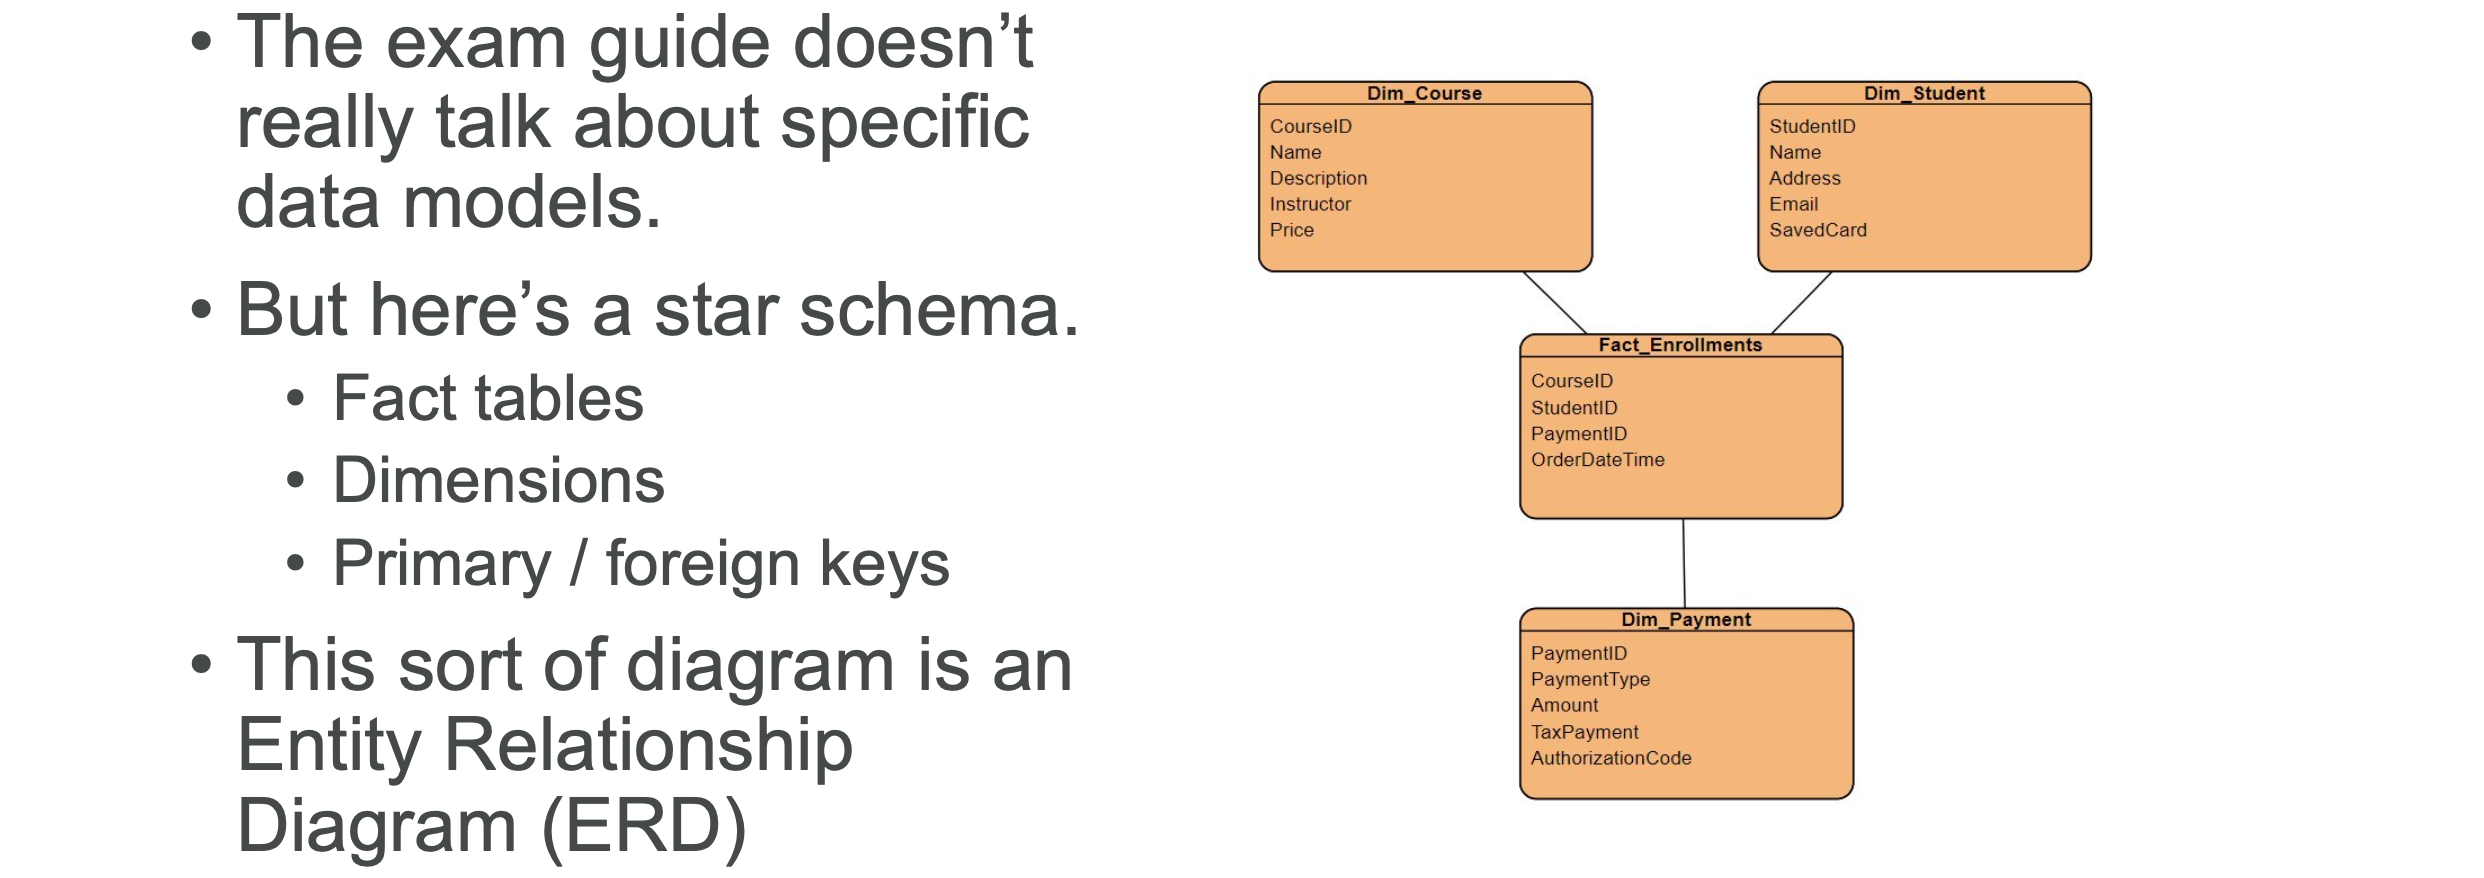 • The exam guide doesn’t
really talk about specific
data models.
• But here’s a star schema.
• Fact tables
• Dimensions
• Primary / foreign keys
• This sort of diagram is an
Entity Relationship
Diagram (ERD)
Dim_Course
CourseID
Name
Description
Instructor
Price
Dim_Student
StudentID
Name
Address
Email
SavedCard
Fact_Enrollments
CourseID
StudentID
PaymentID
OrderDateTime
Dim_Payment
PaymentID
PaymentType
Amount
TaxPayment
AuthorizationCode